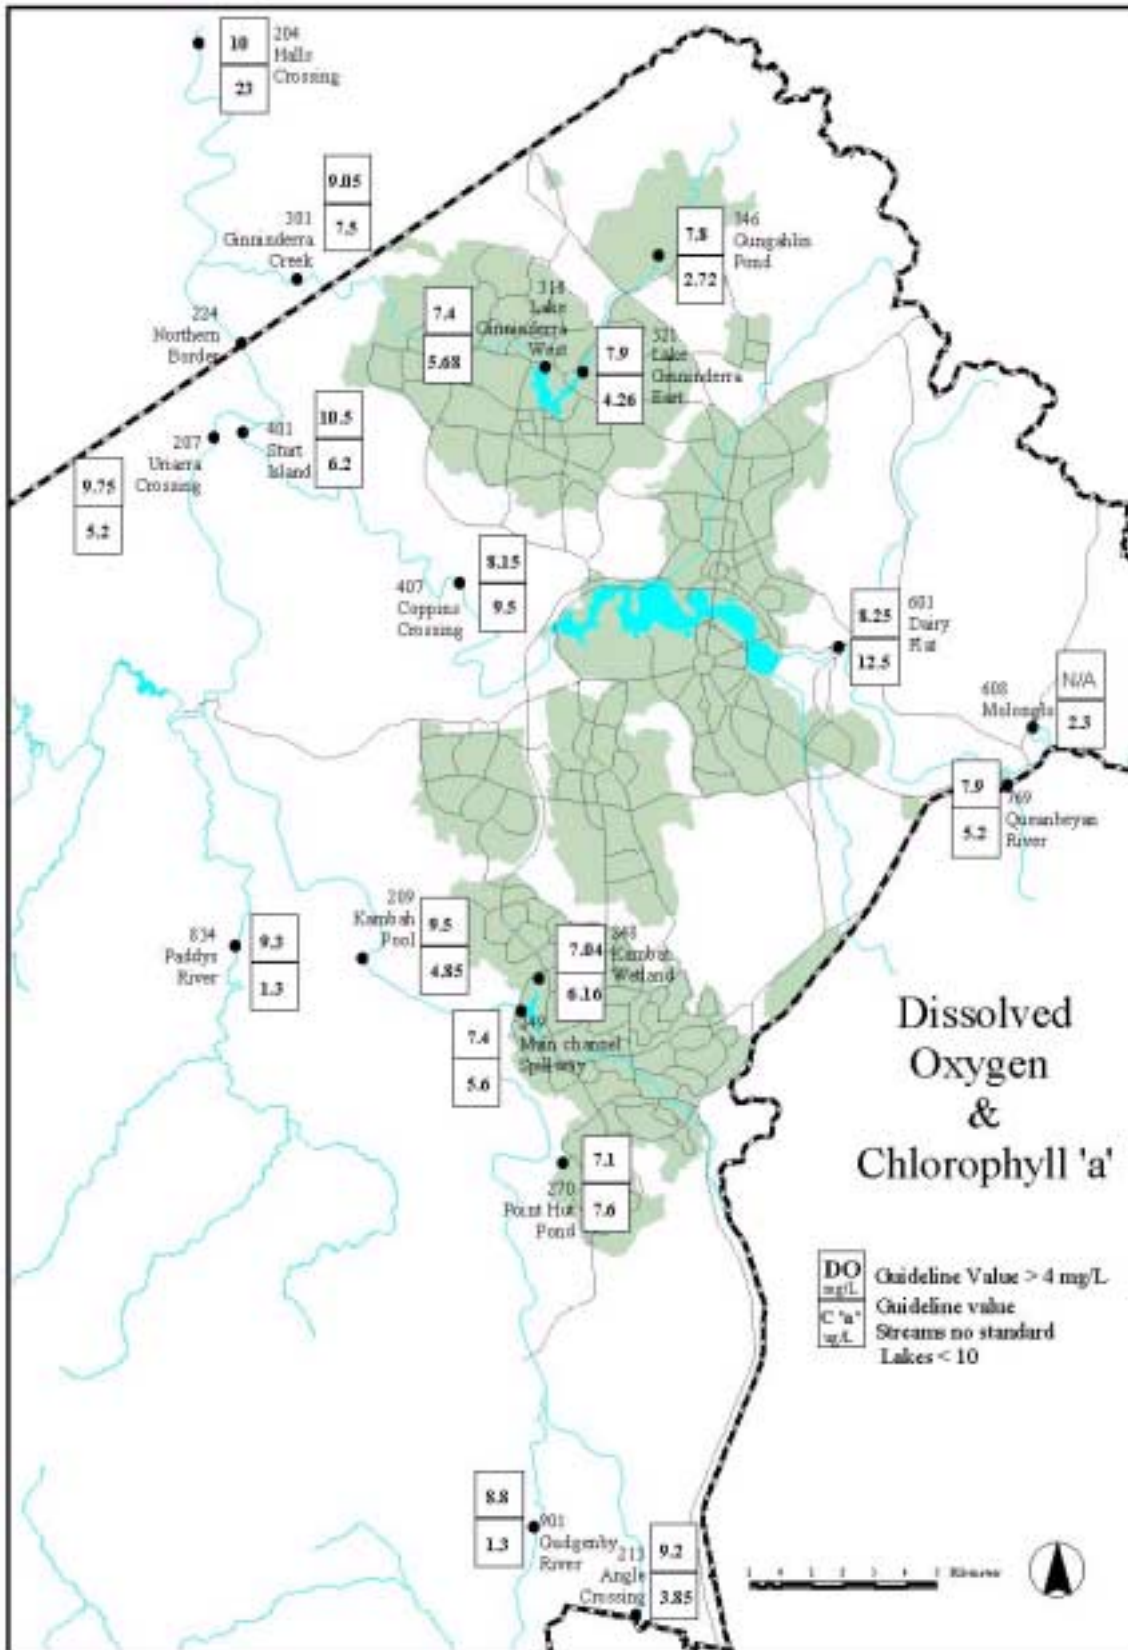 10
23
204
Halls
Crossing
9.05
7.5
301
Ginninderra
Creek
7.8
2.72
346
Gungahlin
Pond
224
Northern
Border
7.4
5.68
318
Lake
Ginninderra
West
7.9
4.26
321
Lake
Ginninderra
East
207
Uriarra
Crossing
9.75
5.2
401
Sturt
Island
10.5
6.2
407
Coppins
Crossing
8.15
9.5
8.25
12.5
601
Dairy
Flat
608
Molonglo
N/A
2.3
7.9
5.2
769
Queanbeyan
River
834
Paddys
River
9.3
1.3
209
Kambah
Pool
9.5
4.85
7.04
6.16
Kambah
Wetland
7.4
5.6
Main channel
Spillway
7.1
7.6
270
Point Hut
Pond
Dissolved
Oxygen
&
Chlorophyll 'a'
DO
mg/L
Guideline Value > 4 mg/L
C "a"
ug/L
Guideline value
Streams no standard
Lakes < 10
8.8
1.3
901
Gudgenby
River
213
Angle
Crossing
9.2
3.85